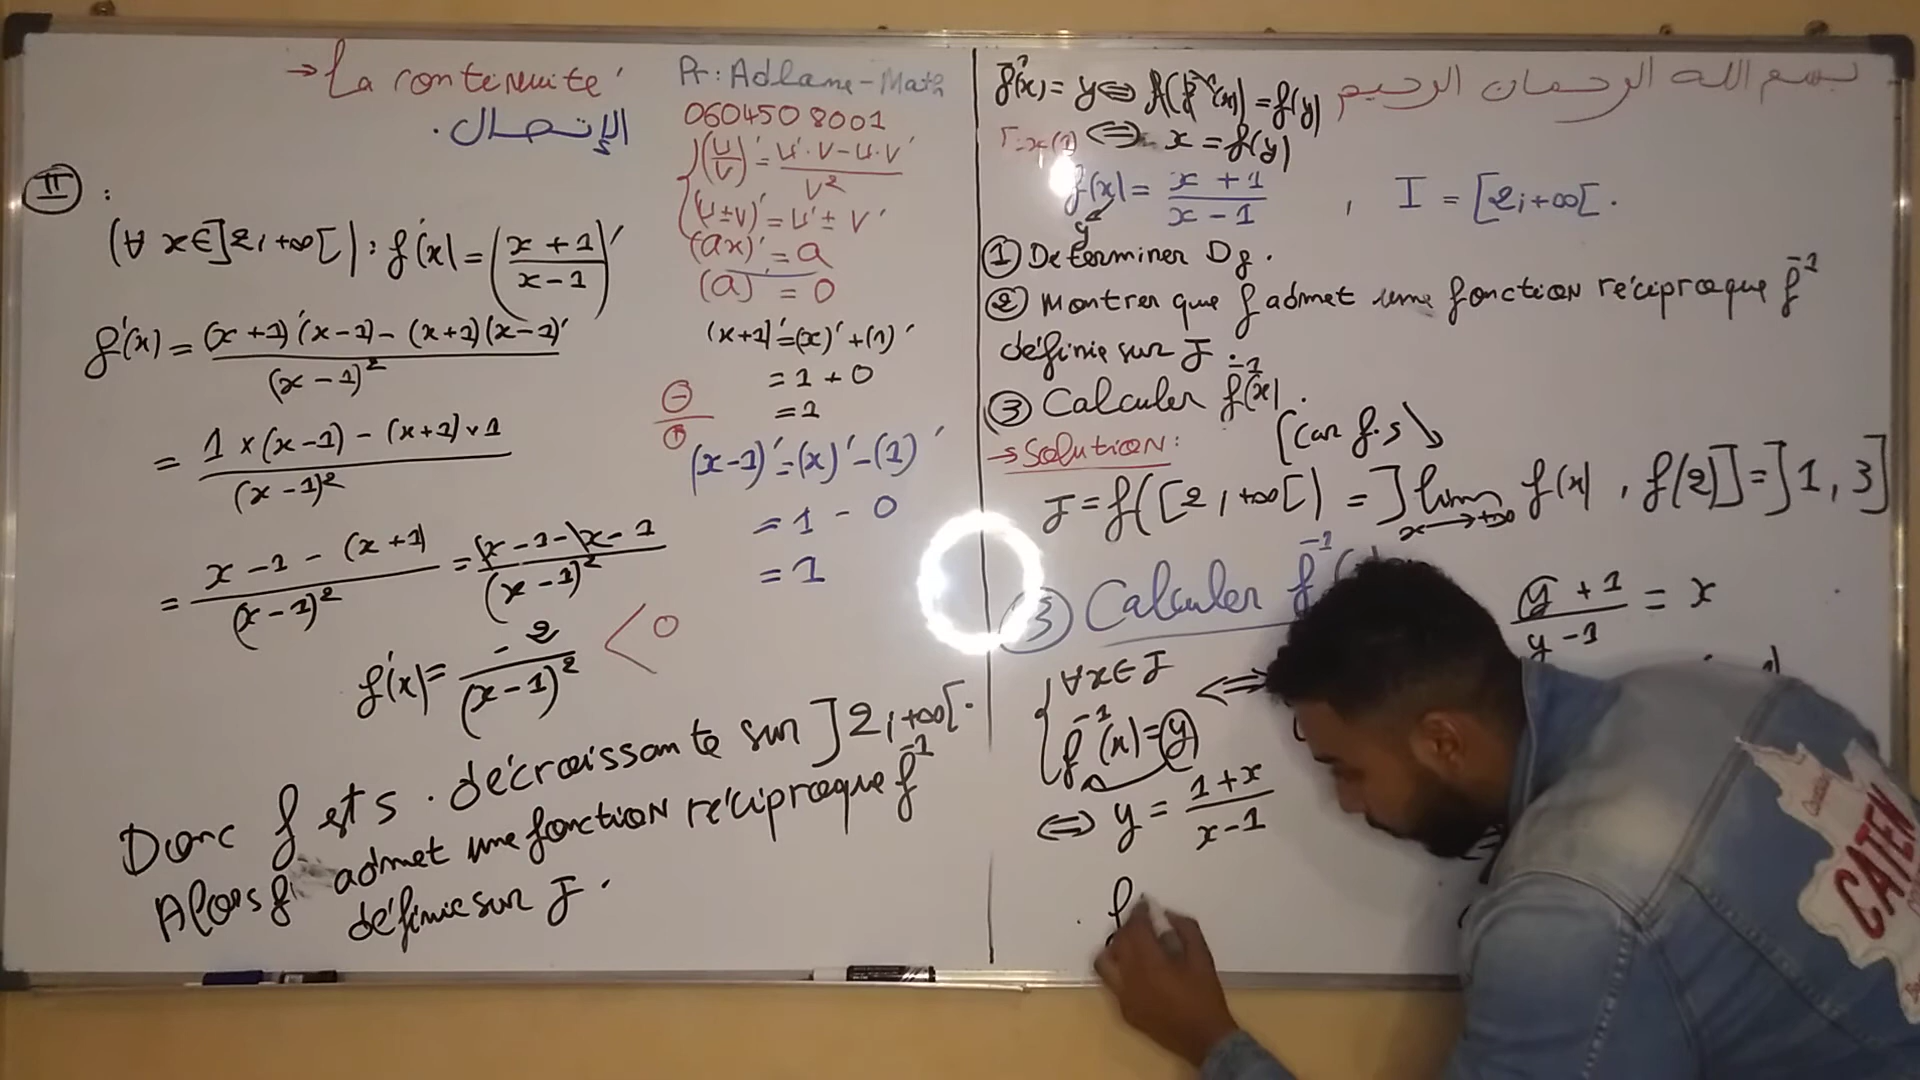 → La continuité
الإتصال.
Pr: Adlane-Math
0604508001
(u/v)' = (u'·v-u·v')/v²
(u±v)' = u' ± v'
(ax)' = a
(a)' = 0
II :
(∀ x∈]2,+∞[) : f'(x) = ((x+1)/(x-1))'
f'(x) = ((x+1)'(x-1) - (x+1)(x-1)')/(x-1)²
= (1×(x-1) - (x+1)×1)/(x-1)²
= (x-1-(x+1))/(x-1)² = (x-1-x-1)/(x-1)²
f'(x) = -2/(x-1)² < 0
(x+1)' = (x)' + (1)'
= 1 + 0
= 1
⊖/⊕
(x-1)' = (x)' - (1)'
= 1 - 0
= 1
Donc f est s. décroissante sur ]2,+∞[.
Alors f admet une fonction réciproque f⁻¹
définie sur J.
بسم الله الرحمان الرحيم
f⁻¹(x) = y ⇔ f(f⁻¹(x)) = f(y)
⇔ x = f(y)
f(x) = (x+1)/(x-1) , I = [2,+∞[.
y
① Determiner Df.
② Montrer que f admet une fonction réciproque f⁻¹
définie sur J.
③ Calculer f⁻¹(x).
→ Solution:
(car f.s ↘
J = f([2,+∞[) = ]lim x→+∞ f(x), f(2)] = ]1,3]
③ Calculer f⁻¹(
{ ∀x∈J
f⁻¹(x) = y
⇔
(y+1)/(y-1) = x
⇔ y = (1+x)/(x-1)
f
CATEN